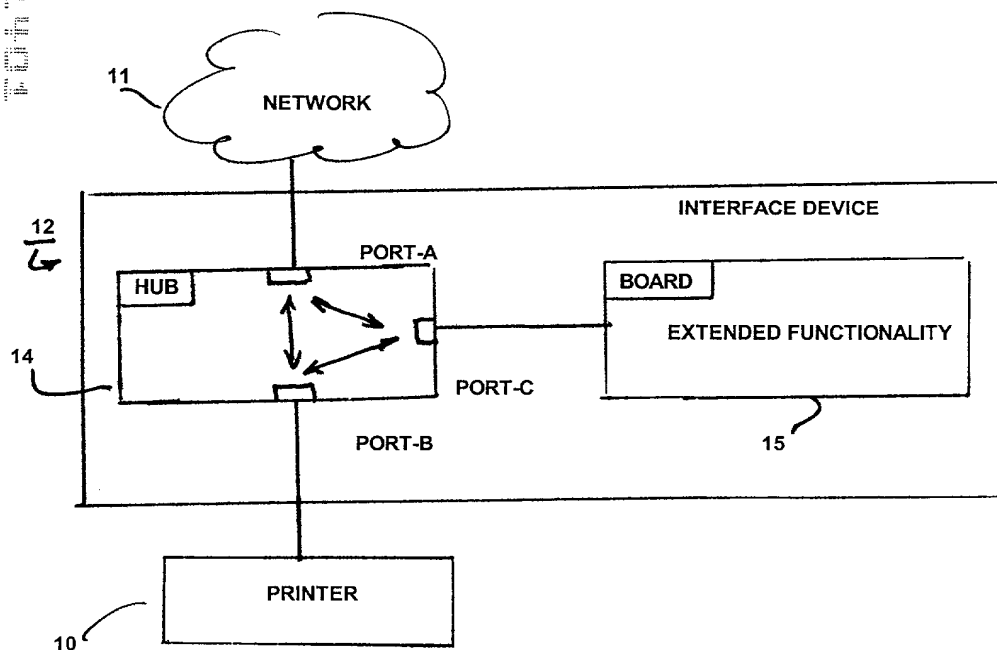 11
NETWORK
12
INTERFACE DEVICE
PORT-A
HUB
BOARD
EXTENDED FUNCTIONALITY
14
PORT-C
PORT-B
15
PRINTER
10